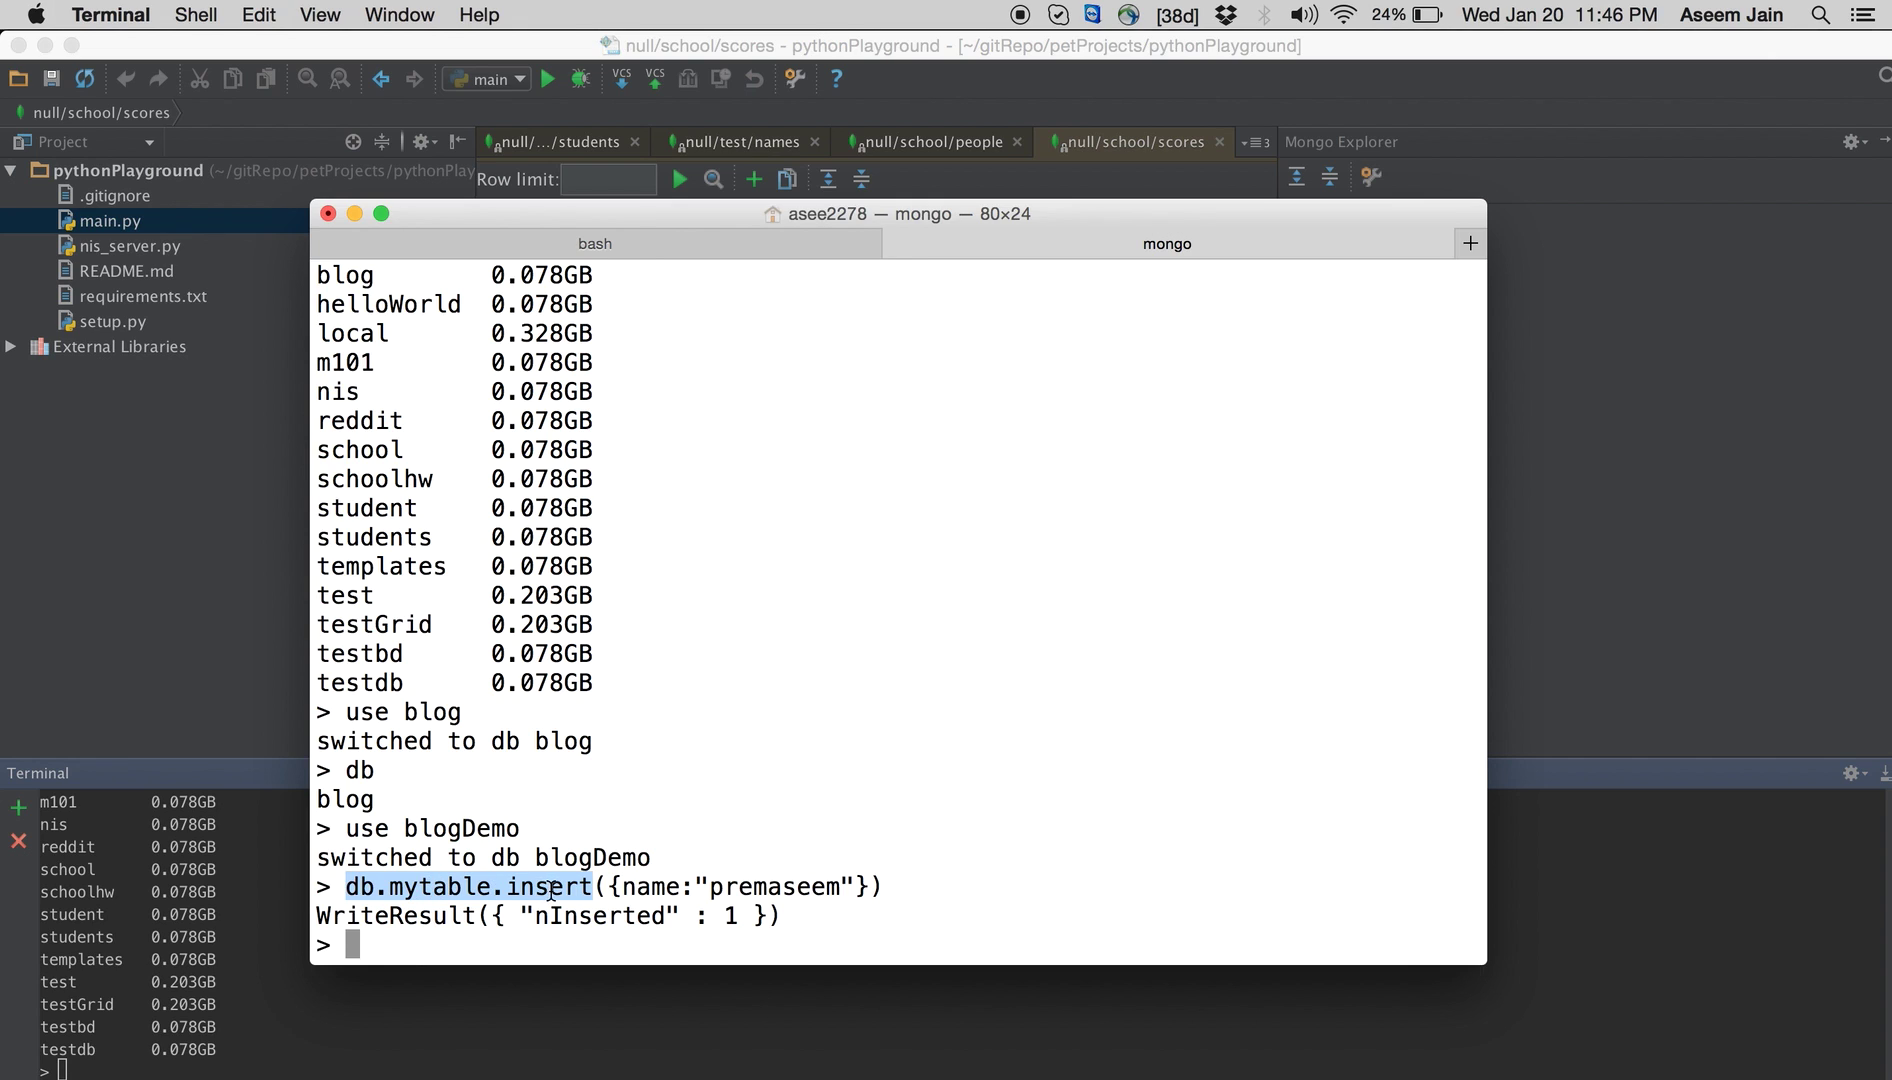 Terminal Shell Edit View Window Help [38d] 24% Wed Jan 20 11:46 PM Aseem Jain
null/school/scores - pythonPlayground - [~/gitRepo/petProjects/pythonPlayground]
main VCS VCS ?
null/school/scores
Project null/.../students null/test/names null/school/people null/school/scores 3 Mongo Explorer
pythonPlayground (~/gitRepo/petProjects/pythonPlay
Row limit:
.gitignore
main.py
nis_server.py
README.md
requirements.txt
setup.py
External Libraries
asee2278 — mongo — 80×24
bash mongo +
blog 0.078GB
helloWorld 0.078GB
local 0.328GB
m101 0.078GB
nis 0.078GB
reddit 0.078GB
school 0.078GB
schoolhw 0.078GB
student 0.078GB
students 0.078GB
templates 0.078GB
test 0.203GB
testGrid 0.203GB
testbd 0.078GB
testdb 0.078GB
> use blog
switched to db blog
> db
blog
> use blogDemo
switched to db blogDemo
> db.mytable.insert({name:"premaseem"})
WriteResult({ "nInserted" : 1 })
>
Terminal
m101 0.078GB
nis 0.078GB
reddit 0.078GB
school 0.078GB
schoolhw 0.078GB
student 0.078GB
students 0.078GB
templates 0.078GB
test 0.203GB
testGrid 0.203GB
testbd 0.078GB
testdb 0.078GB
>